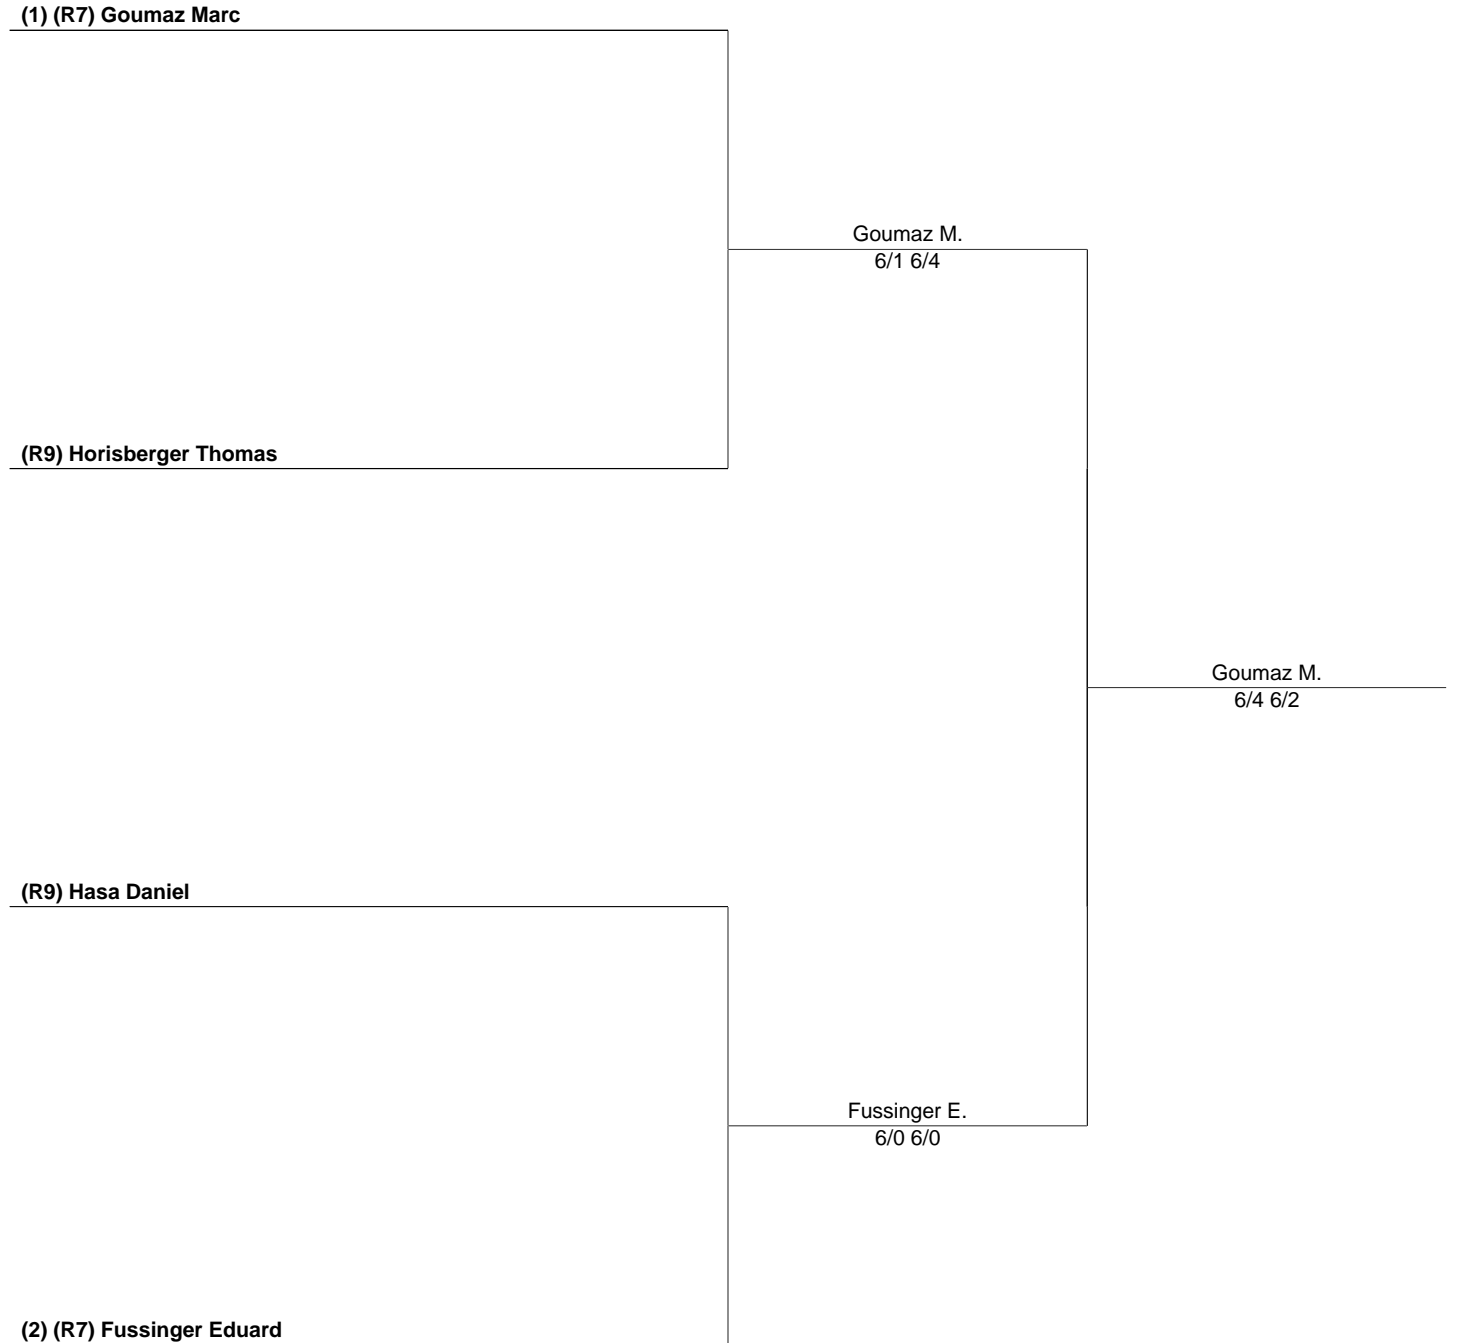 (1) (R7) Goumaz Marc
Goumaz M.
6/1 6/4
(R9) Horisberger Thomas
Goumaz M.
6/4 6/2
(R9) Hasa Daniel
Fussinger E.
6/0 6/0
(2) (R7) Fussinger Eduard